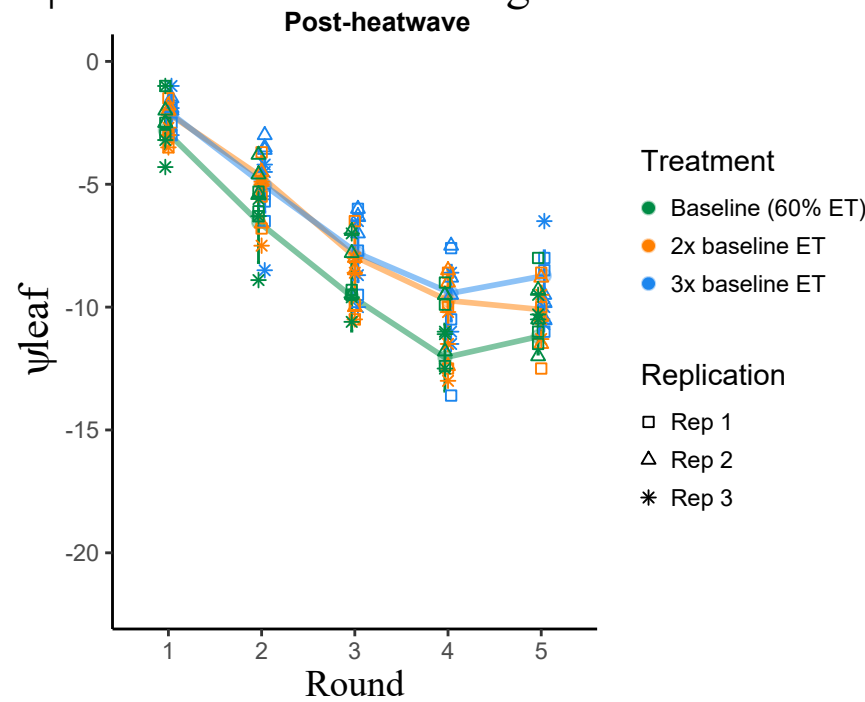 Post-heatwave
0
-5
-10
-15
-20
ψleaf
1 2 3 4 5
Round
Treatment
Baseline (60% ET)
2x baseline ET
3x baseline ET
Replication
Rep 1
Rep 2
Rep 3